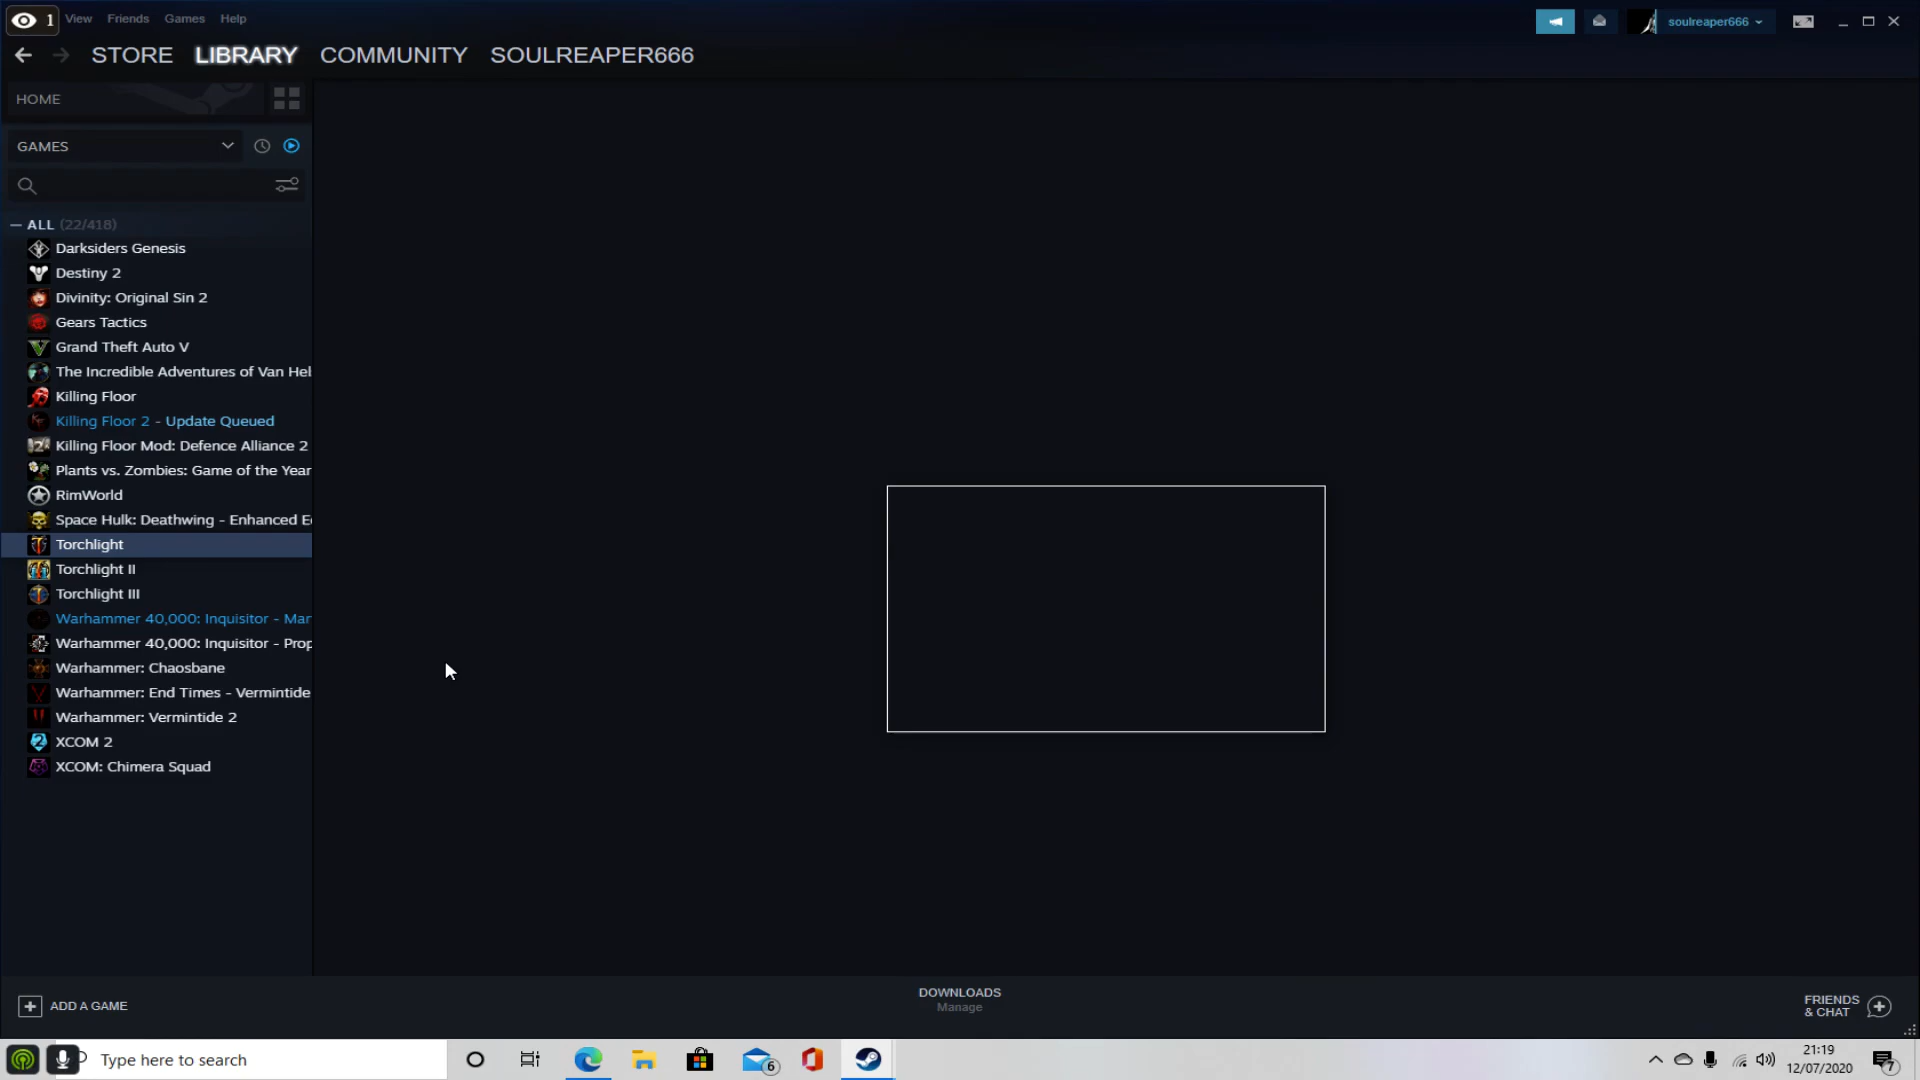 1 View Friends Games Help
soulreaper666
STORE LIBRARY COMMUNITY SOULREAPER666
HOME
GAMES
ALL (22/418)
Darksiders Genesis
Destiny 2
Divinity: Original Sin 2
Gears Tactics
Grand Theft Auto V
The Incredible Adventures of Van Hel
Killing Floor
Killing Floor 2 - Update Queued
Killing Floor Mod: Defence Alliance 2
Plants vs. Zombies: Game of the Year
RimWorld
Space Hulk: Deathwing - Enhanced E
Torchlight
Torchlight II
Torchlight III
Warhammer 40,000: Inquisitor - Mar
Warhammer 40,000: Inquisitor - Prop
Warhammer: Chaosbane
Warhammer: End Times - Vermintide
Warhammer: Vermintide 2
XCOM 2
XCOM: Chimera Squad
ADD A GAME
DOWNLOADS
Manage
FRIENDS
& CHAT
Type here to search
6
21:19
12/07/2020
7